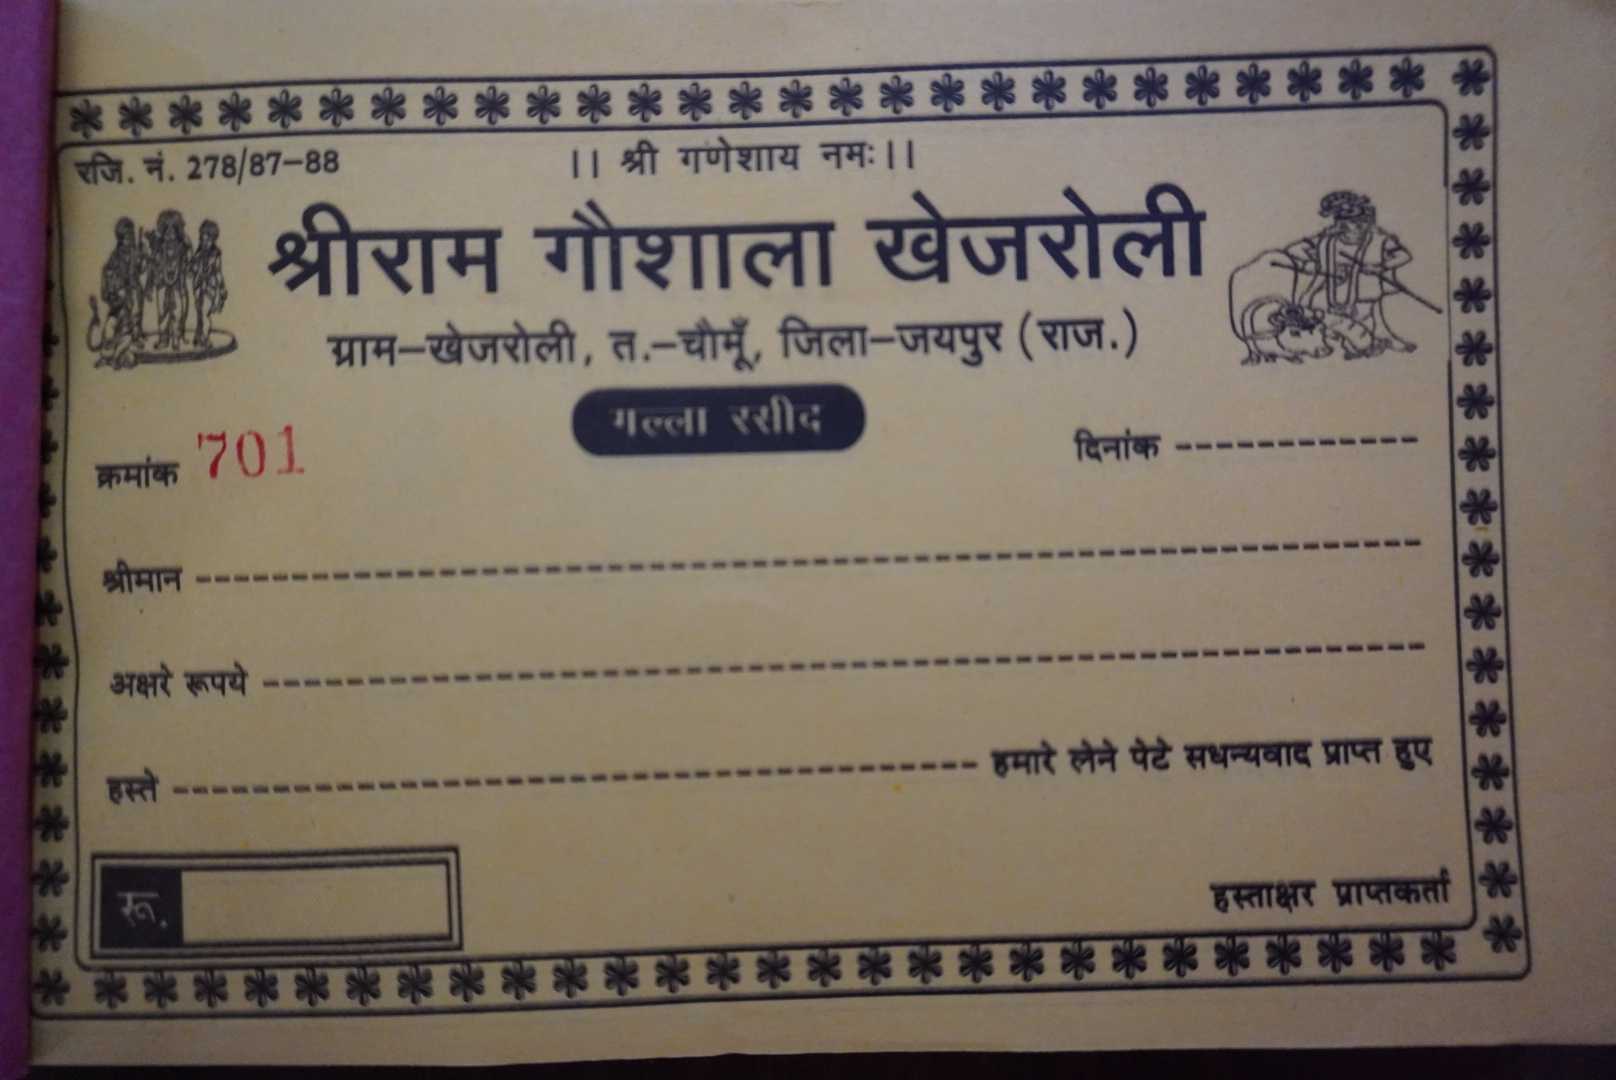 रजि. नं. 278/87-88 || श्री गणेशाय नमः||
श्रीराम गौशाला खेजरोली
ग्राम-खेजरोली, त.-चौमूँ, जिला-जयपुर (राज.)
गल्ला रसीद
क्रमांक 701 दिनांक ------------
श्रीमान ------------------------------------------------------------
अक्षरे रूपये --------------------------------------------------------
हस्ते --------------------------------------- हमारे लेने पेटे सधन्यवाद प्राप्त हुए
रू.
हस्ताक्षर प्राप्तकर्ता